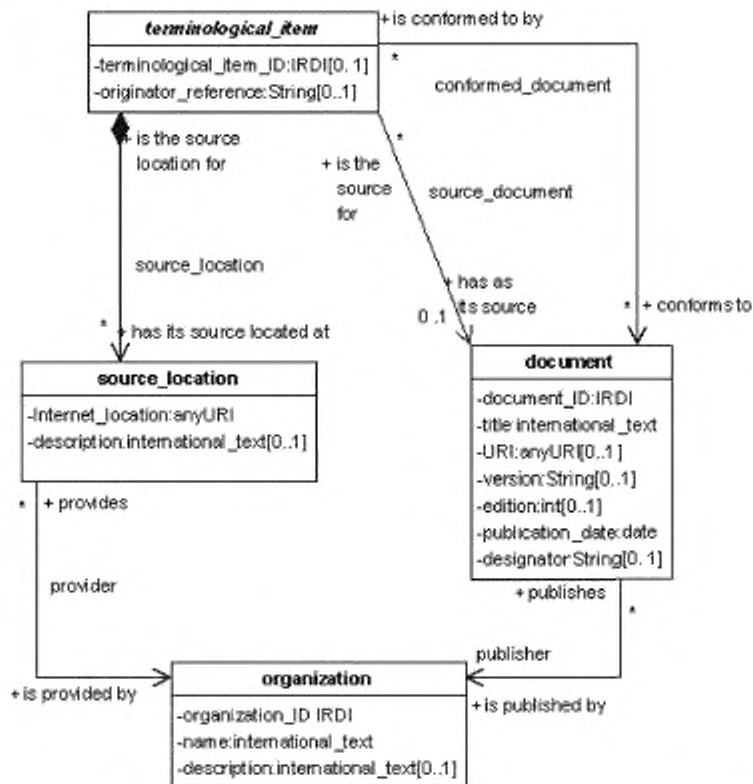 terminological_item
-terminological_item_ID:IRDI[0..1]
-originator_reference:String[0..1]
+ is conformed to by
*
conformed_document
+ is the source
location for
*
+ is the
source
for
source_document
source_location
+ has as
its source
0..1
* + has its source located at
* + conforms to
source_location
-Internet_location:anyURI
-description:international_text[0..1]
document
-document_ID:IRDI
-title:international_text
-URI:anyURI[0..1]
-version:String[0..1]
-edition:int[0..1]
-publication_date:date
-designator:String[0..1]
* + provides
provider
+ is provided by
+ publishes
*
publisher
+ is published by
organization
-organization_ID IRDI
-name:international_text
-description:international_text[0..1]